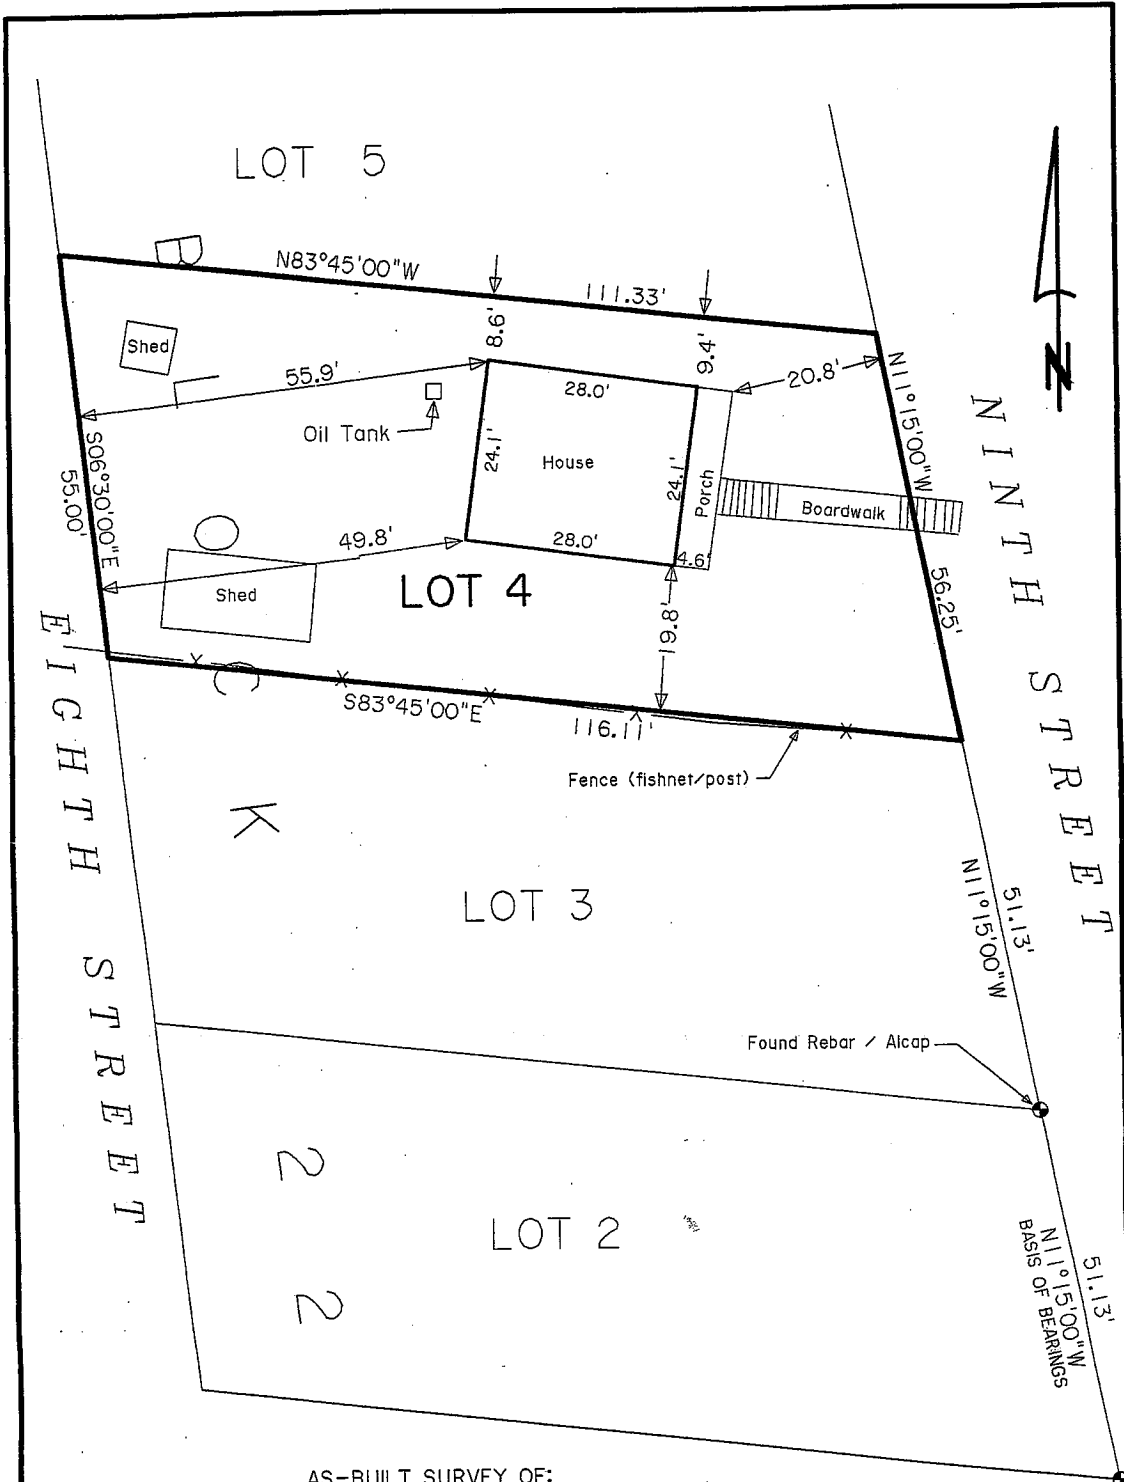 LOT 5
B
N83°45'00"W
111.33'
8.6'
9.4'
Shed
L
55.9'
28.0'
20.8'
N11°15'00"W
N
NINTH STREET
Oil Tank
24.1'
House
24.1'
Porch
Boardwalk
S06°30'00"E
55.00'
O
49.8'
28.0'
4.6'
56.25'
Shed
LOT 4
19.8'
EIGHTH STREET
C
S83°45'00"E
116.11'
Fence (fishnet/post)
K
LOT 3
51.13'
N11°15'00"W
Found Rebar / Alcap
2
LOT 2
2
51.13'
N11°15'00"W
BASIS OF BEARINGS
AS-BUILT SURVEY OF: